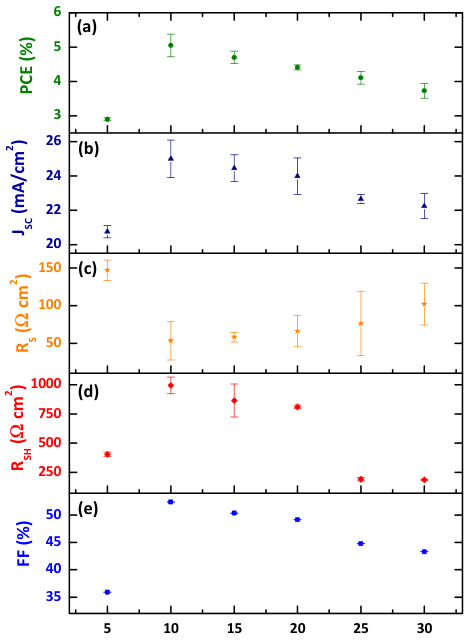 (a)
PCE (%)
6
5
4
3
(b)
J_SC (mA/cm²)
26
24
22
20
(c)
R_S (Ω cm²)
150
100
50
(d)
R_SH (Ω cm²)
1000
750
500
250
(e)
FF (%)
50
45
40
35
5 10 15 20 25 30